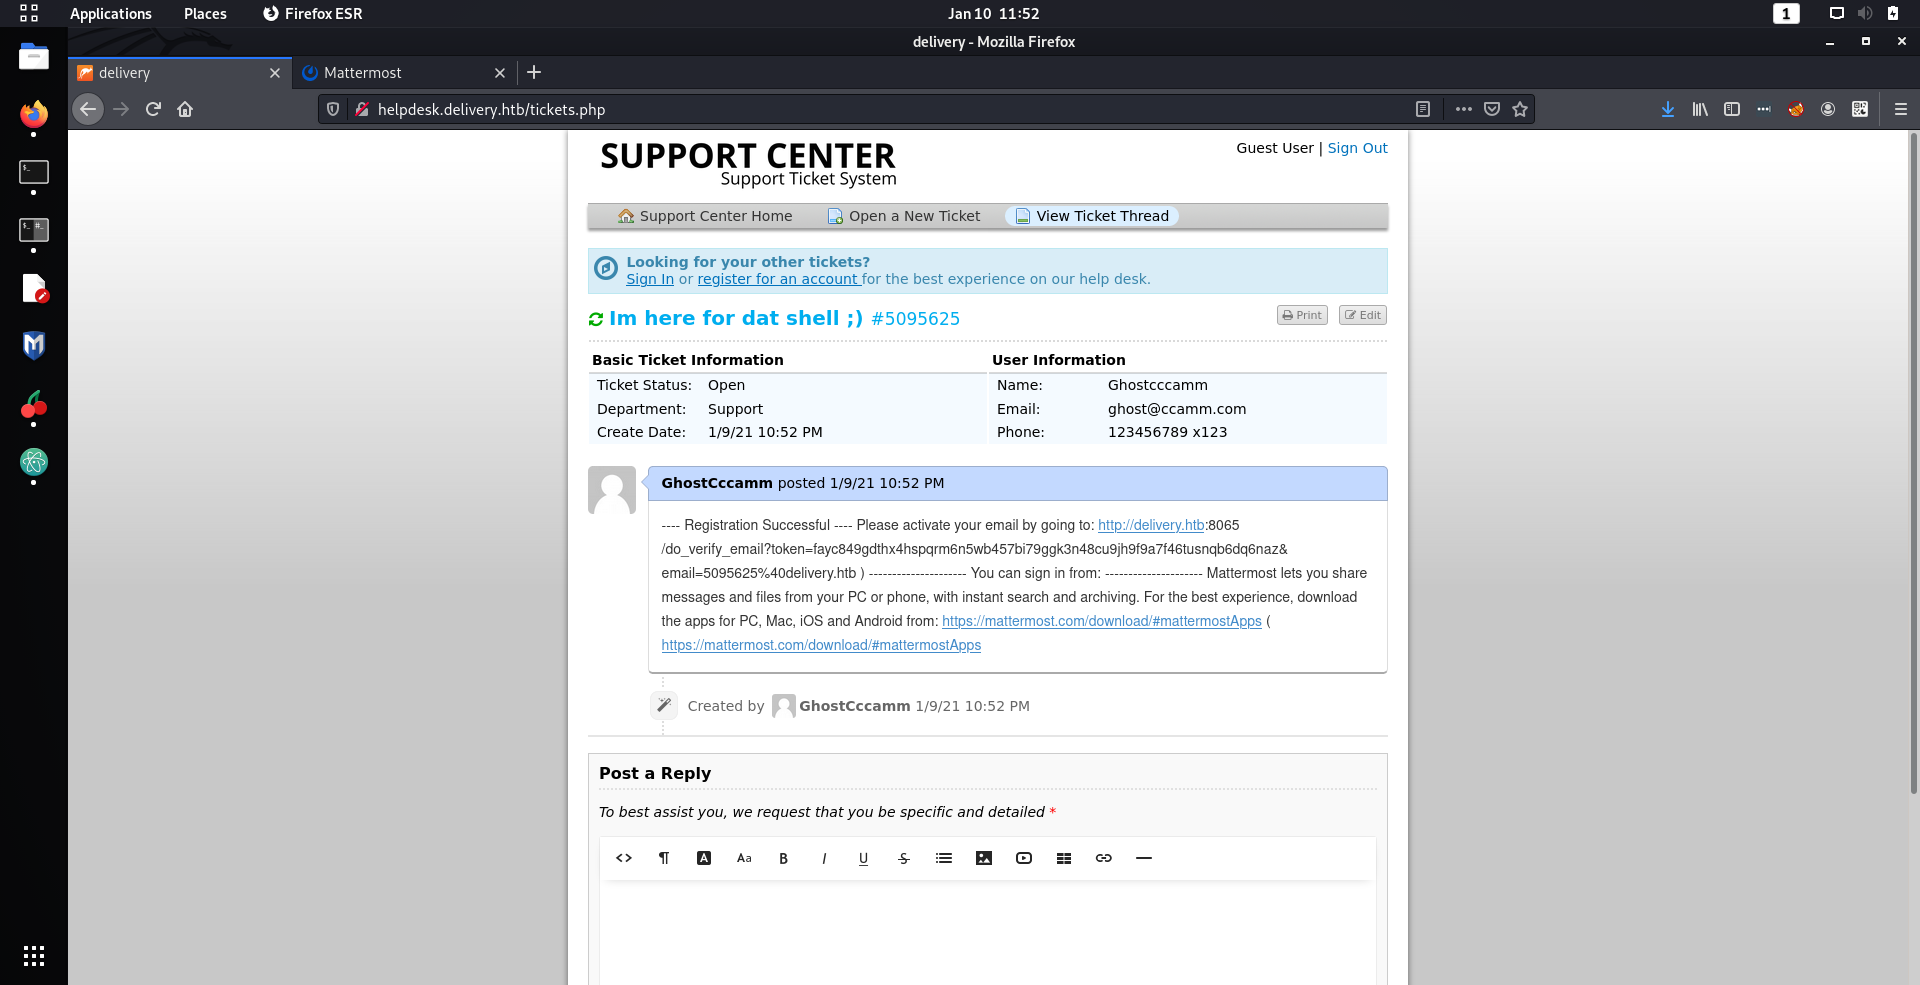 Applications Places Firefox ESR Jan 10 11:52 1
delivery - Mozilla Firefox
delivery Mattermost
helpdesk.delivery.htb/tickets.php
SUPPORT CENTER
Support Ticket System
Guest User | Sign Out
Support Center Home Open a New Ticket View Ticket Thread
Looking for your other tickets?
Sign In or register for an account for the best experience on our help desk.
Im here for dat shell ;) #5095625 Print Edit
Basic Ticket Information User Information
Ticket Status: Open Name: Ghostcccamm
Department: Support Email: ghost@ccamm.com
Create Date: 1/9/21 10:52 PM Phone: 123456789 x123
GhostCccamm posted 1/9/21 10:52 PM
---- Registration Successful ---- Please activate your email by going to: http://delivery.htb:8065
/do_verify_email?token=fayc849gdthx4hspqrm6n5wb457bi79ggk3n48cu9jh9f9a7f46tusnqb6dq6naz&
email=5095625%40delivery.htb ) --------------------- You can sign in from: --------------------- Mattermost lets you share
messages and files from your PC or phone, with instant search and archiving. For the best experience, download
the apps for PC, Mac, iOS and Android from: https://mattermost.com/download/#mattermostApps (
https://mattermost.com/download/#mattermostApps
Created by GhostCccamm 1/9/21 10:52 PM
Post a Reply
To best assist you, we request that you be specific and detailed *